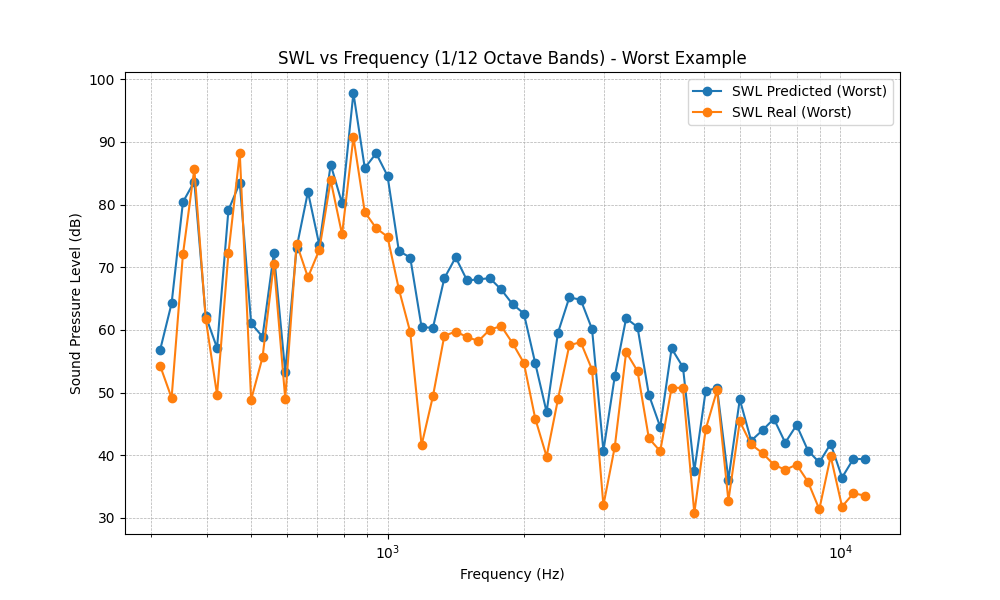 SWL vs Frequency (1/12 Octave Bands) - Worst Example
SWL Predicted (Worst)
SWL Real (Worst)
Sound Pressure Level (dB)
100
90
80
70
60
50
40
30
10³
10⁴
Frequency (Hz)